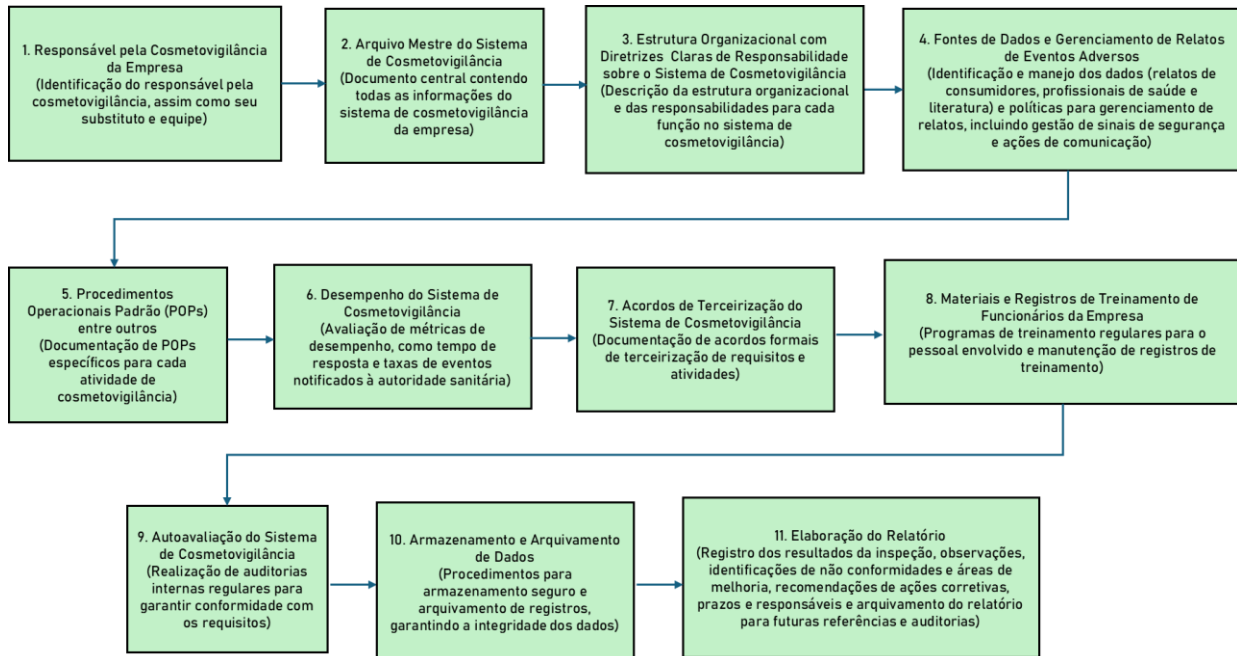 1. Responsável pela Cosmetovigilância
da Empresa
(Identificação do responsável pela
cosmetovigilância, assim como seu
substituto e equipe)
2. Arquivo Mestre do Sistema
de Cosmetovigilância
(Documento central contendo
todas as informações do
sistema de cosmetovigilância
da empresa)
3. Estrutura Organizacional com
Diretrizes Claras de Responsabilidade
sobre o Sistema de Cosmetovigilância
(Descrição da estrutura organizacional
e das responsabilidades para cada
função no sistema de
cosmetovigilância)
4. Fontes de Dados e Gerenciamento de Relatos
de Eventos Adversos
(Identificação e manejo dos dados (relatos de
consumidores, profissionais de saúde e
literatura) e políticas para gerenciamento de
relatos, incluindo gestão de sinais de segurança
e ações de comunicação)
5. Procedimentos
Operacionais Padrão (POPs)
entre outros
(Documentação de POPs
específicos para cada
atividade de
cosmetovigilância)
6. Desempenho do Sistema de
Cosmetovigilância
(Avaliação de métricas de
desempenho, como tempo de
resposta e taxas de eventos
notificados à autoridade sanitária)
7. Acordos de Terceirização do
Sistema de Cosmetovigilância
(Documentação de acordos formais
de terceirização de requisitos e
atividades)
8. Materiais e Registros de Treinamento de
Funcionários da Empresa
(Programas de treinamento regulares para o
pessoal envolvido e manutenção de registros de
treinamento)
9. Autoavaliação do Sistema
de Cosmetovigilância
(Realização de auditorias
internas regulares para
garantir conformidade com
os requisitos)
10. Armazenamento e Arquivamento
de Dados
(Procedimentos para
armazenamento seguro e
arquivamento de registros,
garantindo a integridade dos dados)
11. Elaboração do Relatório
(Registro dos resultados da inspeção, observações,
identificações de não conformidades e áreas de
melhoria, recomendações de ações corretivas,
prazos e responsáveis e arquivamento do relatório
para futuras referências e auditorias)